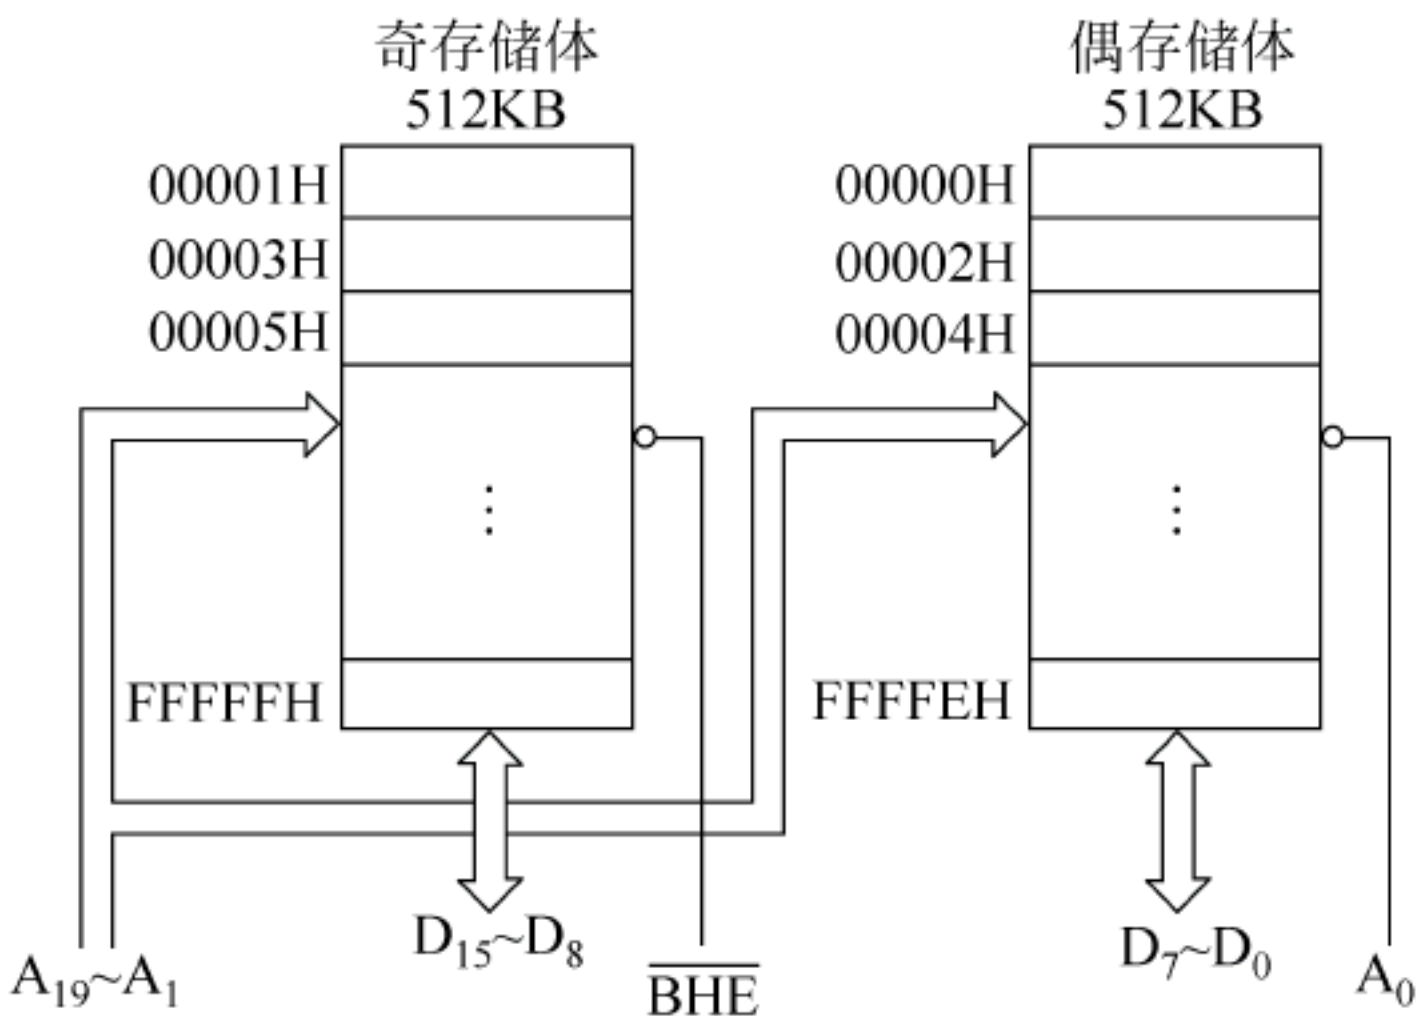 奇存储体
512KB
00001H
00003H
00005H
⋮
FFFFFH
D₁₅~D₈
A₁₉~A₁
B̅H̅E̅
偶存储体
512KB
00000H
00002H
00004H
⋮
FFFFEH
D₇~D₀
A₀